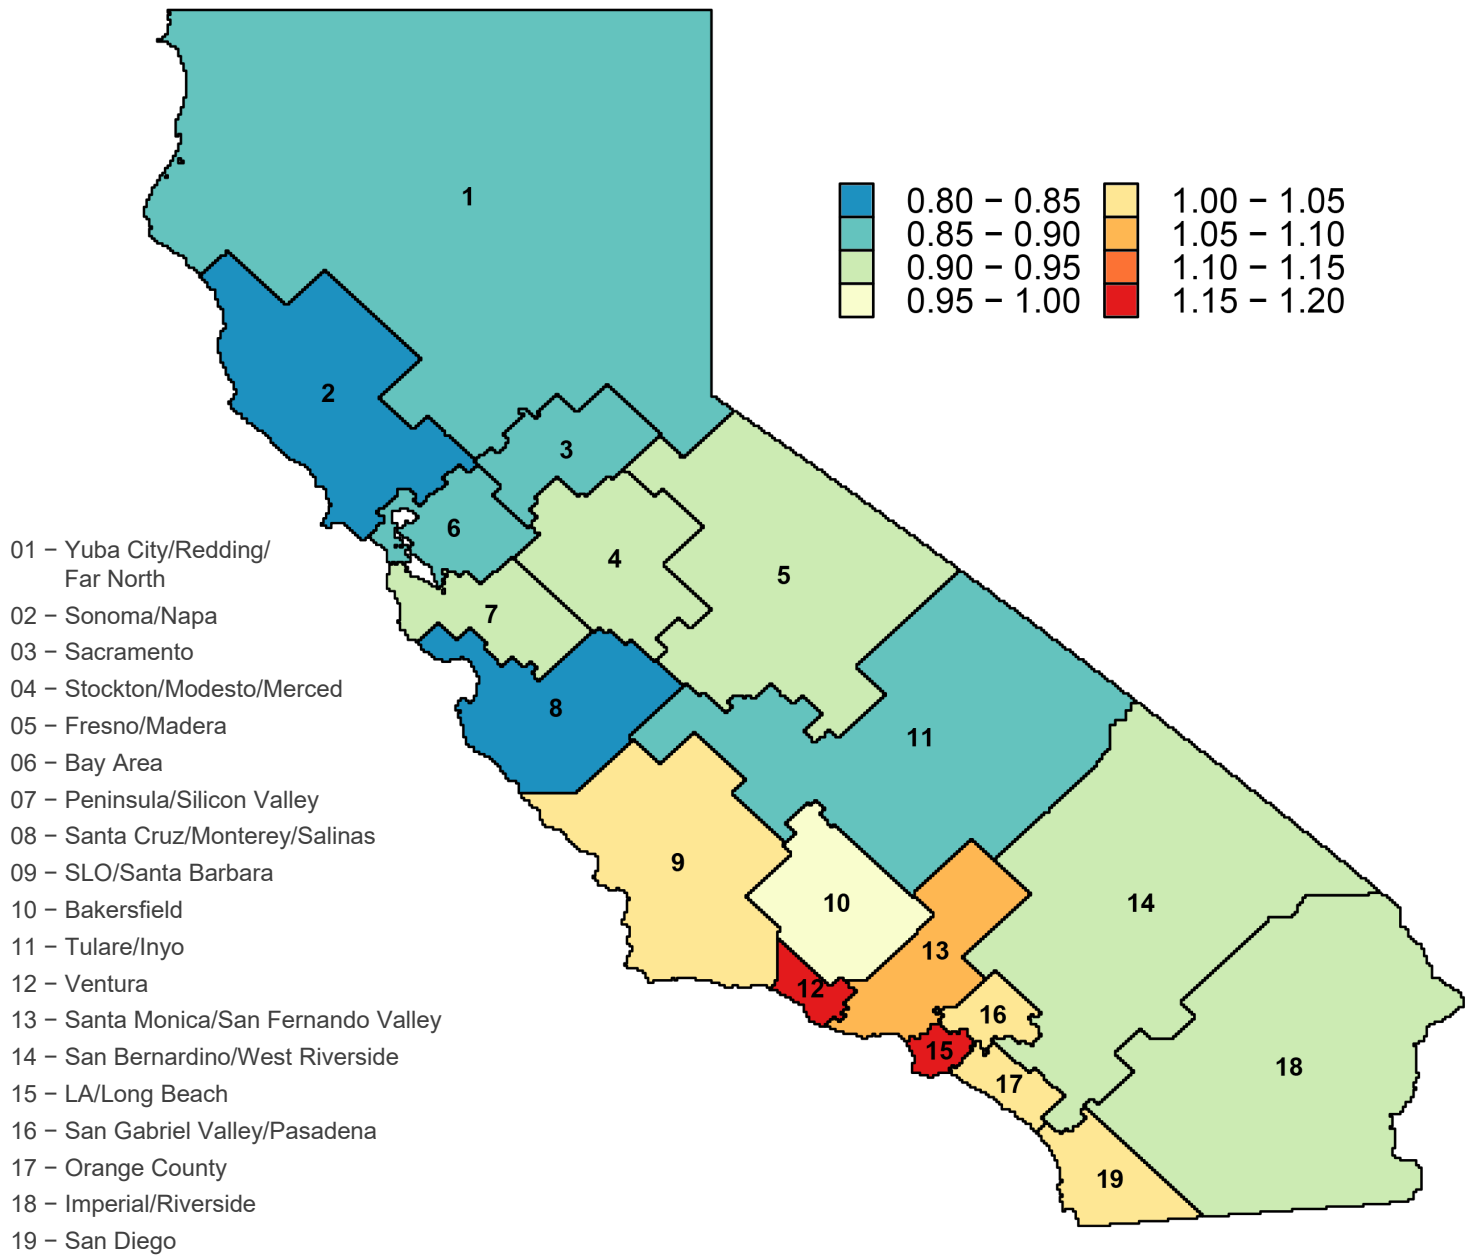 1
0.80 − 0.85
1.00 − 1.05
0.85 − 0.90
1.05 − 1.10
0.90 − 0.95
1.10 − 1.15
0.95 − 1.00
1.15 − 1.20
2
3
6
4
5
7
8
11
9
10
14
13
12
16
15
18
17
19
01 − Yuba City/Redding/
Far North
02 − Sonoma/Napa
03 − Sacramento
04 − Stockton/Modesto/Merced
05 − Fresno/Madera
06 − Bay Area
07 − Peninsula/Silicon Valley
08 − Santa Cruz/Monterey/Salinas
09 − SLO/Santa Barbara
10 − Bakersfield
11 − Tulare/Inyo
12 − Ventura
13 − Santa Monica/San Fernando Valley
14 − San Bernardino/West Riverside
15 − LA/Long Beach
16 − San Gabriel Valley/Pasadena
17 − Orange County
18 − Imperial/Riverside
19 − San Diego